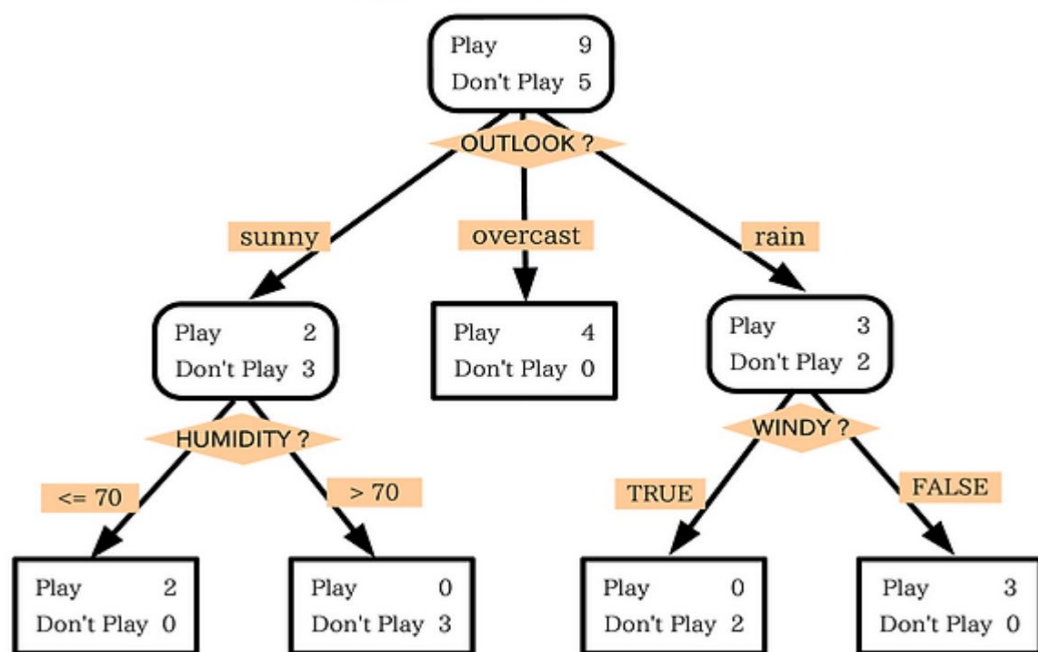 Play 9
Don't Play 5
OUTLOOK ?
sunny
overcast
rain
Play 2
Don't Play 3
Play 4
Don't Play 0
Play 3
Don't Play 2
HUMIDITY ?
WINDY ?
<= 70
> 70
TRUE
FALSE
Play 2
Don't Play 0
Play 0
Don't Play 3
Play 0
Don't Play 2
Play 3
Don't Play 0